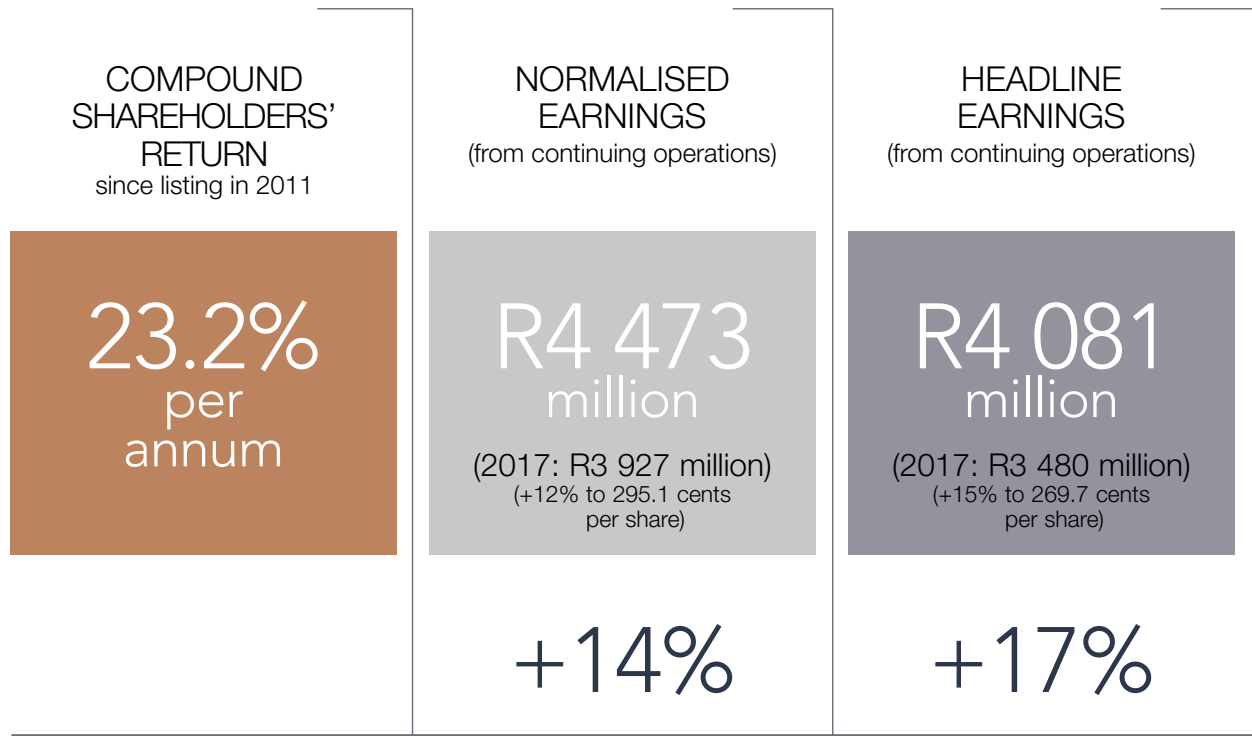 COMPOUND
SHAREHOLDERS’
RETURN
since listing in 2011
23.2%
per
annum
NORMALISED
EARNINGS
(from continuing operations)
R4 473
million
(2017: R3 927 million)
(+12% to 295.1 cents
per share)
+14%
HEADLINE
EARNINGS
(from continuing operations)
R4 081
million
(2017: R3 480 million)
(+15% to 269.7 cents
per share)
+17%